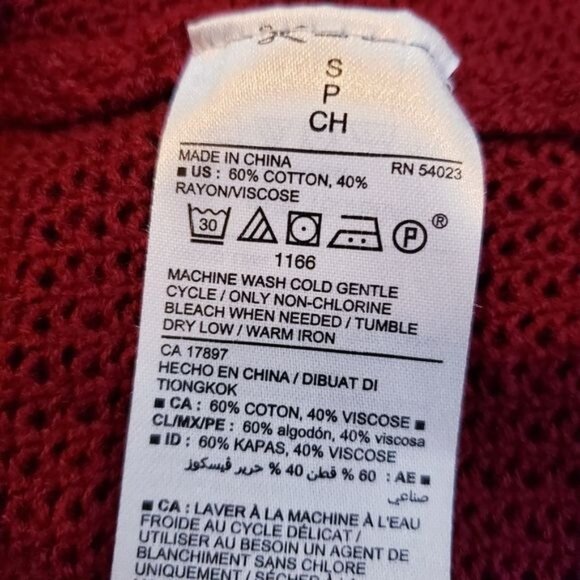 S
P
CH
MADE IN CHINA RN 54023
■ US : 60% COTTON, 40%
RAYON/VISCOSE
30 P ®
1166
MACHINE WASH COLD GENTLE
CYCLE / ONLY NON-CHLORINE
BLEACH WHEN NEEDED / TUMBLE
DRY LOW / WARM IRON
CA 17897
HECHO EN CHINA / DIBUAT DI
TIONGKOK
■ CA : 60% COTON, 40% VISCOSE ■
CL/MX/PE : 60% algodón, 40% viscosa
■ ID : 60% KAPAS, 40% VISCOSE
■ AE : 60 % قطن 40 % حرير فيسكوز
صناعي
■ CA : LAVER À LA MACHINE À L'EAU
FROIDE AU CYCLE DÉLICAT /
UTILISER AU BESOIN UN AGENT DE
BLANCHIMENT SANS CHLORE
UNIQUEMENT / SÉCHER À